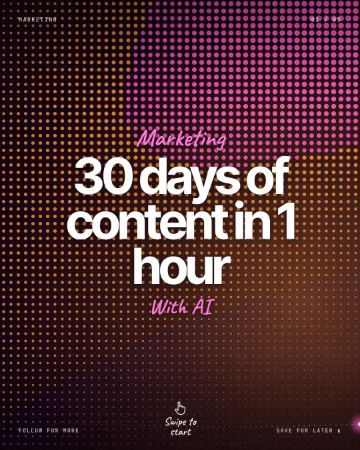 MARKETING
01 / 05
Marketing
30 days of
content in 1
hour
With AI
Swipe to
start
FOLLOW FOR MORE
SAVE FOR LATER